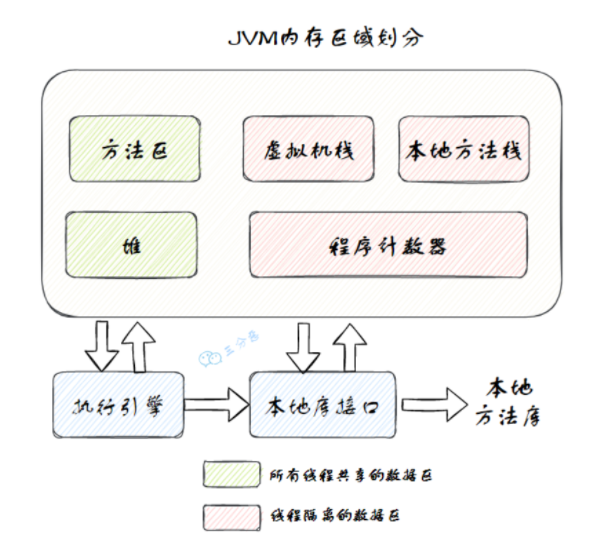 JVM内存区域划分
方法区
虚拟机栈
本地方法栈
堆
程序计数器
三分恶
执行引擎
本地库接口
本地
方法库
所有线程共享的数据区
线程隔离的数据区